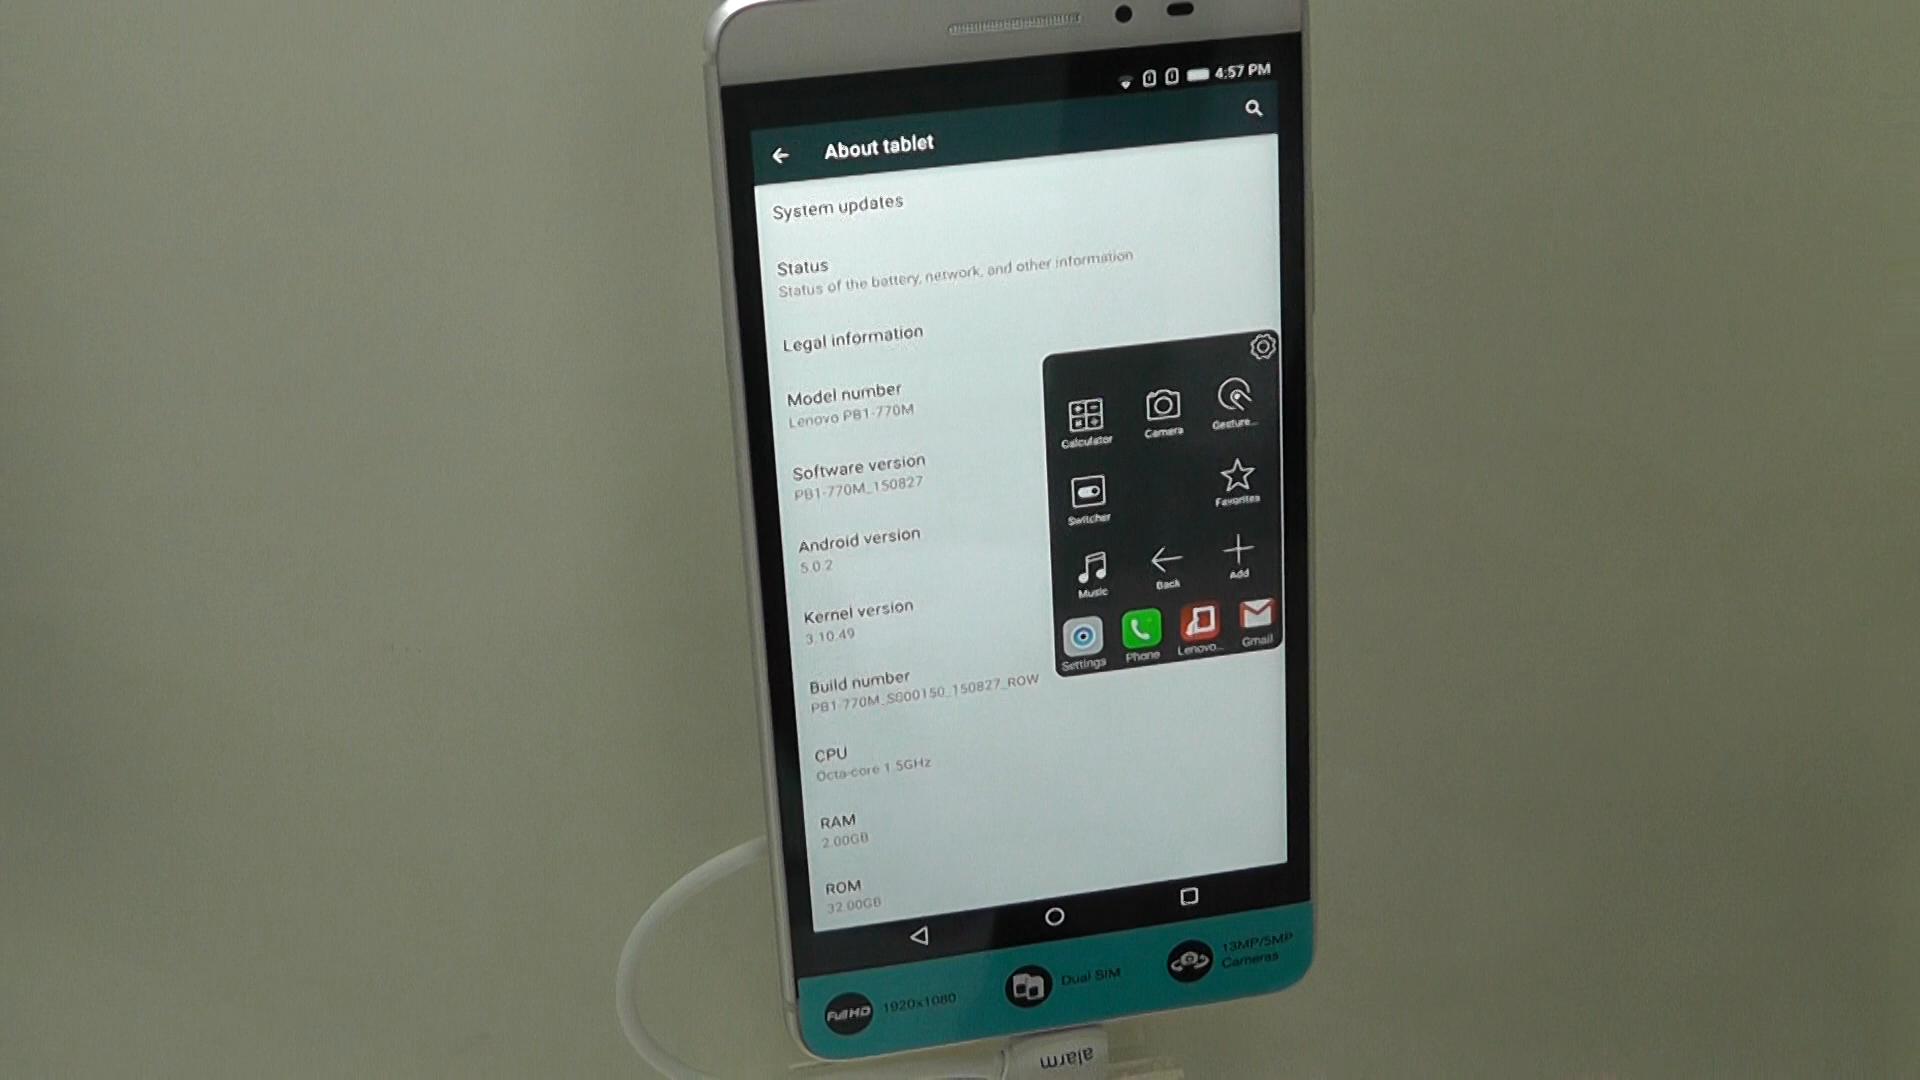 4:57 PM
About tablet
System updates
Status
Status of the battery, network, and other information
Legal information
Model number
Lenovo PB1-770M
Software version
PB1-770M_150827
Android version
5.0.2
Kernel version
3.10.49
Build number
PB1-770M_S000150_150827_ROW
CPU
Octa-core 1.5GHz
RAM
2.00GB
ROM
32.00GB
Calculator
Camera
Gesture...
Switcher
Favorites
Music
Back
Add
Settings
Phone
Lenovo...
Gmail
Full HD
1920x1080
Dual SIM
13MP/5MP
Cameras
alarm